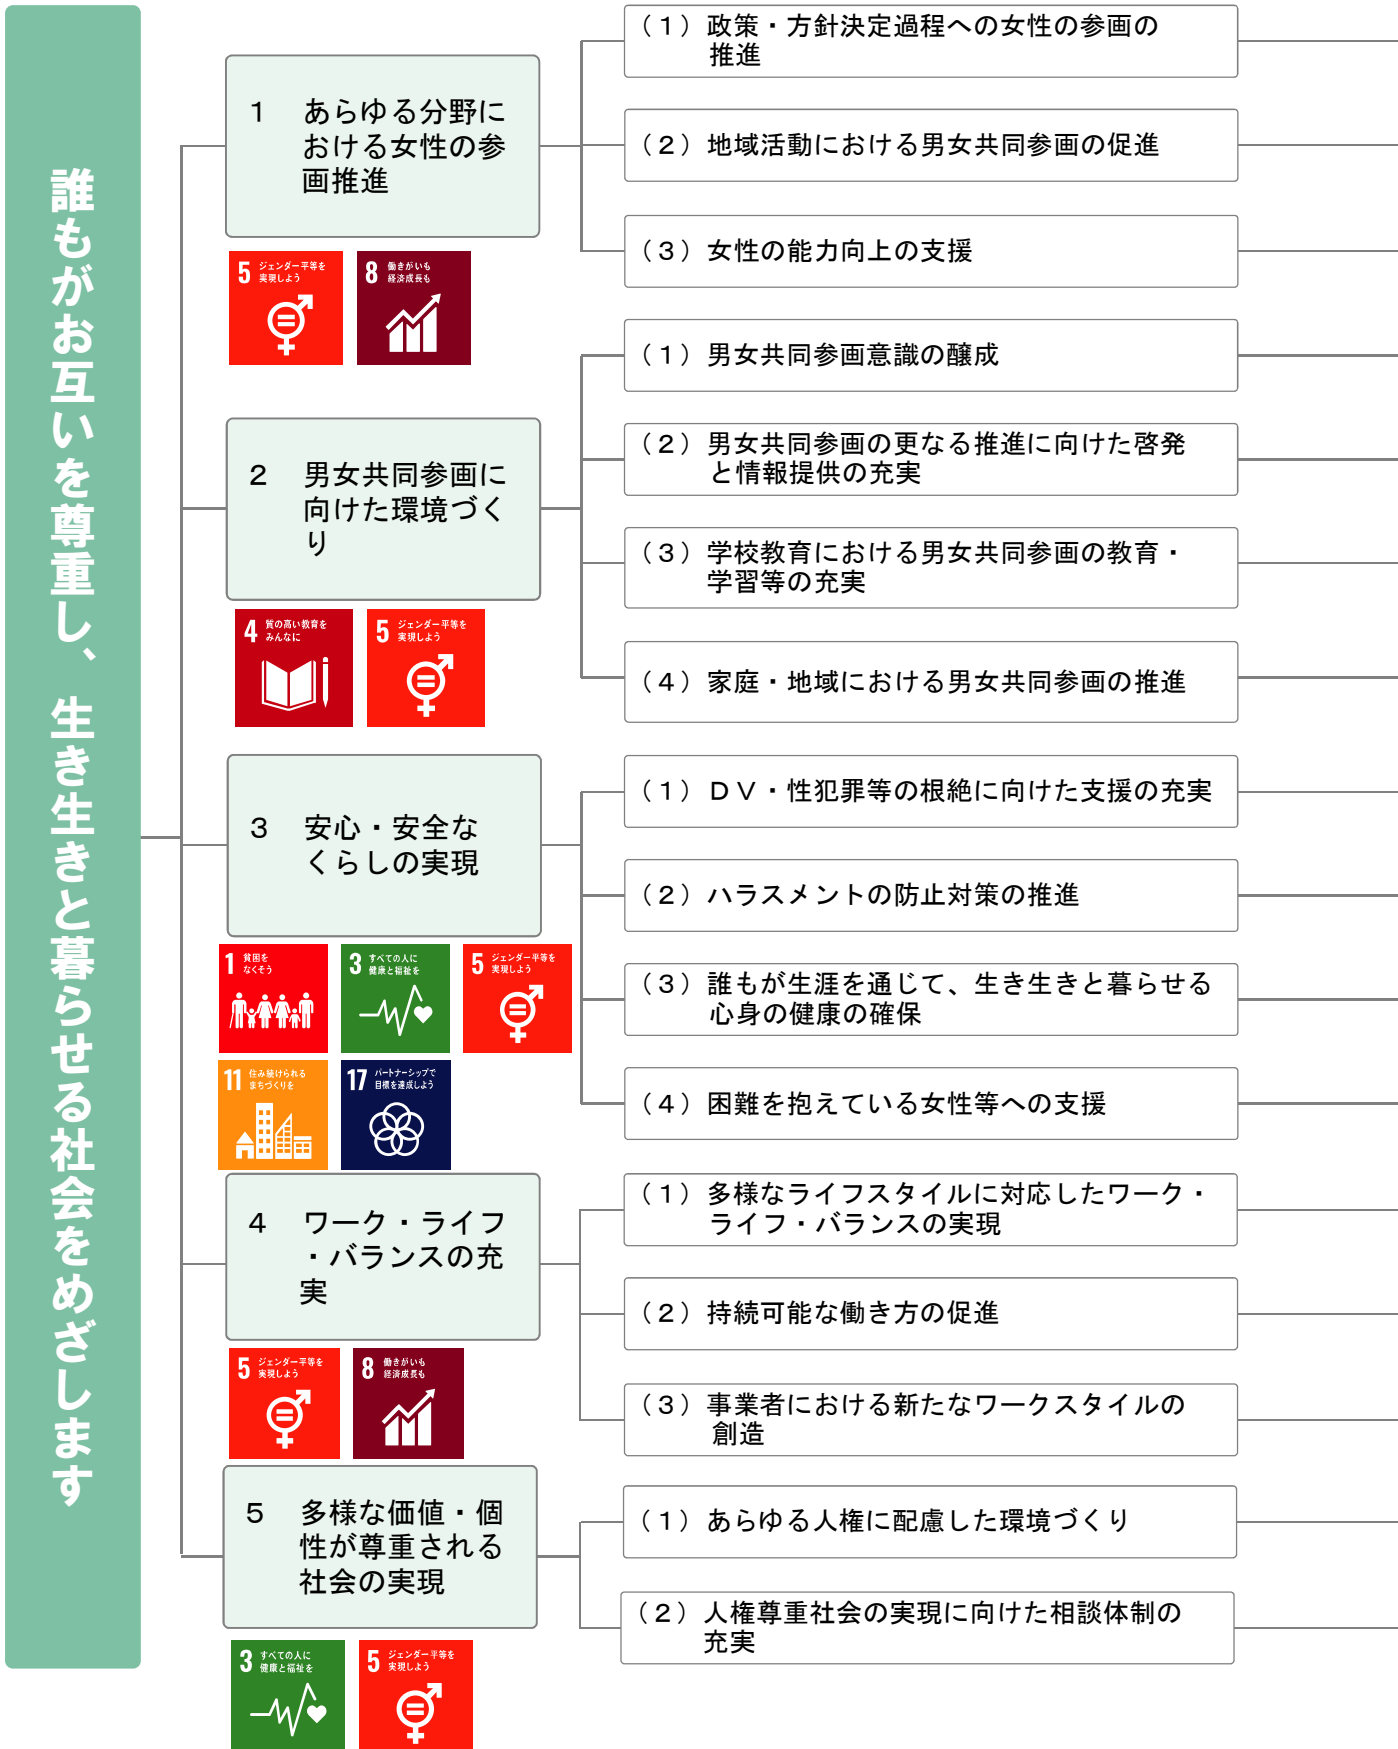 誰もがお互いを尊重し、生き生きと暮らせる社会をめざします
1 あらゆる分野に
おける女性の参
画推進
5 ジェンダー平等を
実現しよう
8 働きがいも
経済成長も
(1) 政策・方針決定過程への女性の参画の
推進
(2) 地域活動における男女共同参画の促進
(3) 女性の能力向上の支援
2 男女共同参画に
向けた環境づく
り
4 質の高い教育を
みんなに
5 ジェンダー平等を
実現しよう
(1) 男女共同参画意識の醸成
(2) 男女共同参画の更なる推進に向けた啓発
と情報提供の充実
(3) 学校教育における男女共同参画の教育・
学習等の充実
(4) 家庭・地域における男女共同参画の推進
3 安心・安全な
くらしの実現
1 貧困を
なくそう
3 すべての人に
健康と福祉を
5 ジェンダー平等を
実現しよう
11 住み続けられる
まちづくりを
17 パートナーシップで
目標を達成しよう
(1) DV・性犯罪等の根絶に向けた支援の充実
(2) ハラスメントの防止対策の推進
(3) 誰もが生涯を通じて、生き生きと暮らせる
心身の健康の確保
(4) 困難を抱えている女性等への支援
4 ワーク・ライフ
・バランスの充
実
5 ジェンダー平等を
実現しよう
8 働きがいも
経済成長も
(1) 多様なライフスタイルに対応したワーク・
ライフ・バランスの実現
(2) 持続可能な働き方の促進
(3) 事業者における新たなワークスタイルの
創造
5 多様な価値・個
性が尊重される
社会の実現
3 すべての人に
健康と福祉を
5 ジェンダー平等を
実現しよう
(1) あらゆる人権に配慮した環境づくり
(2) 人権尊重社会の実現に向けた相談体制の
充実